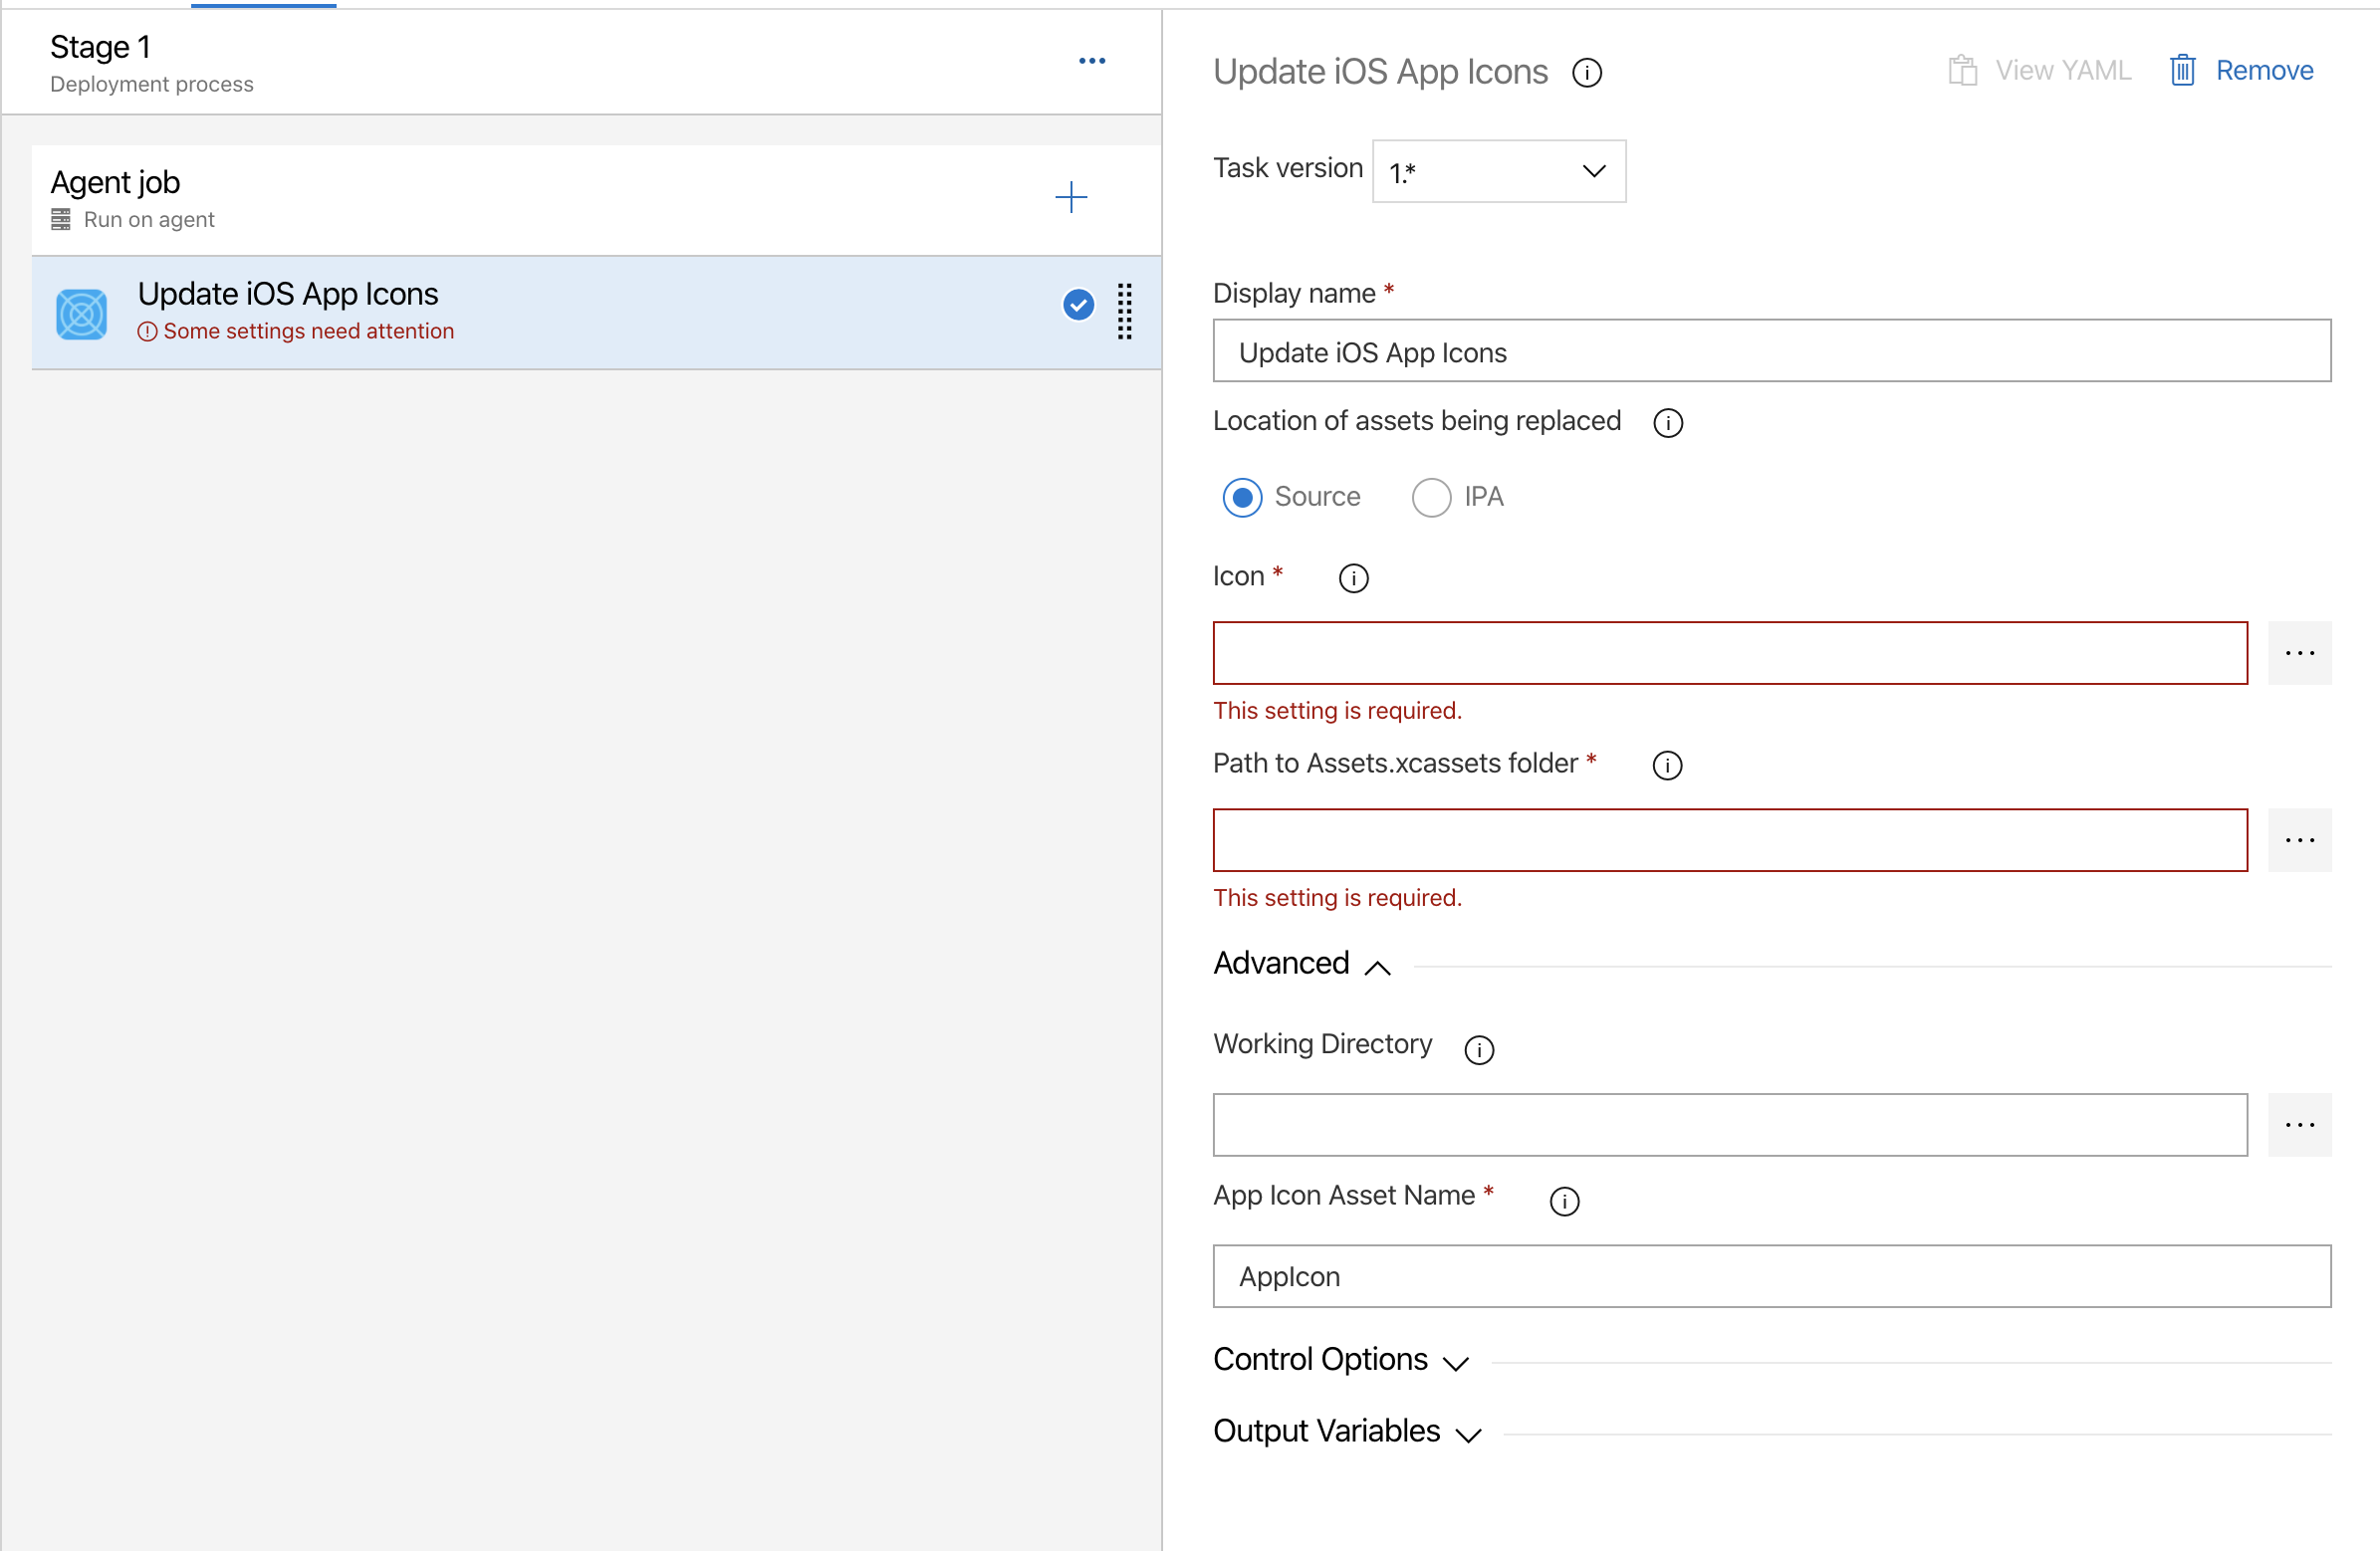 Stage 1
Deployment process
Agent job
Run on agent
Update iOS App Icons
Some settings need attention
Update iOS App Icons
View YAML
Remove
Task version
1.*
Display name *
Update iOS App Icons
Location of assets being replaced
Source
IPA
Icon *
This setting is required.
Path to Assets.xcassets folder *
This setting is required.
Advanced
Working Directory
App Icon Asset Name *
AppIcon
Control Options
Output Variables